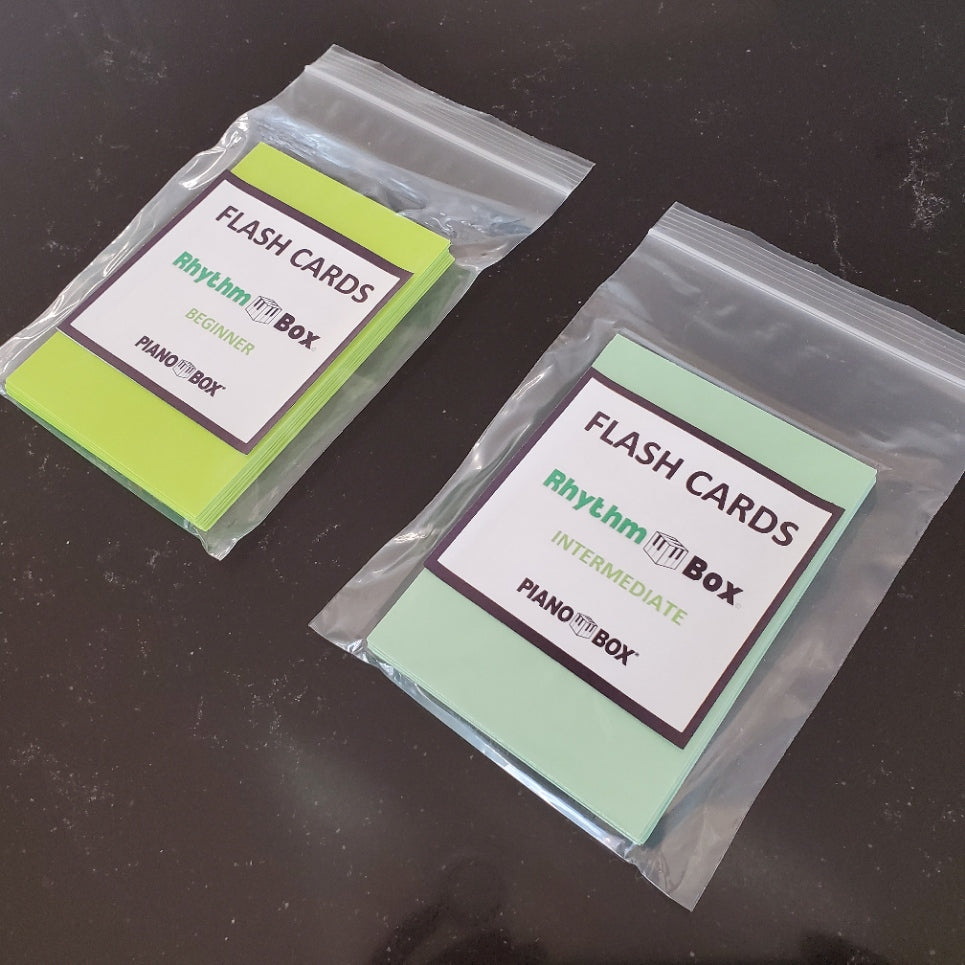 FLASH CARDS
Rhythm Box
BEGINNER
PIANO BOX
FLASH CARDS
Rhythm Box
INTERMEDIATE
PIANO BOX